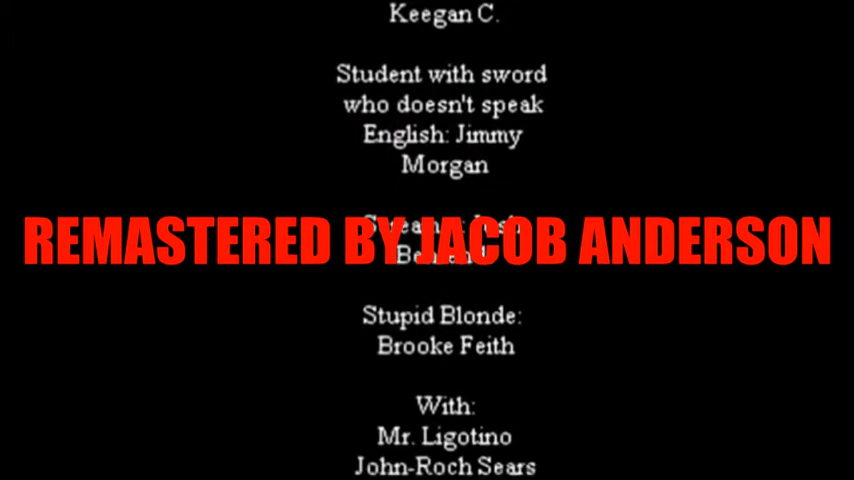 Keegan C.
Student with sword
who doesn't speak
English: Jimmy
Morgan
REMASTERED BY JACOB ANDERSON
Stupid Blonde:
Brooke Feith
With:
Mr. Ligotino
John-Roch Sears